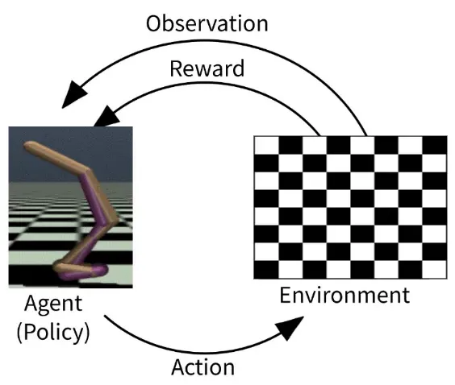 Observation
Reward
Agent
(Policy)
Environment
Action